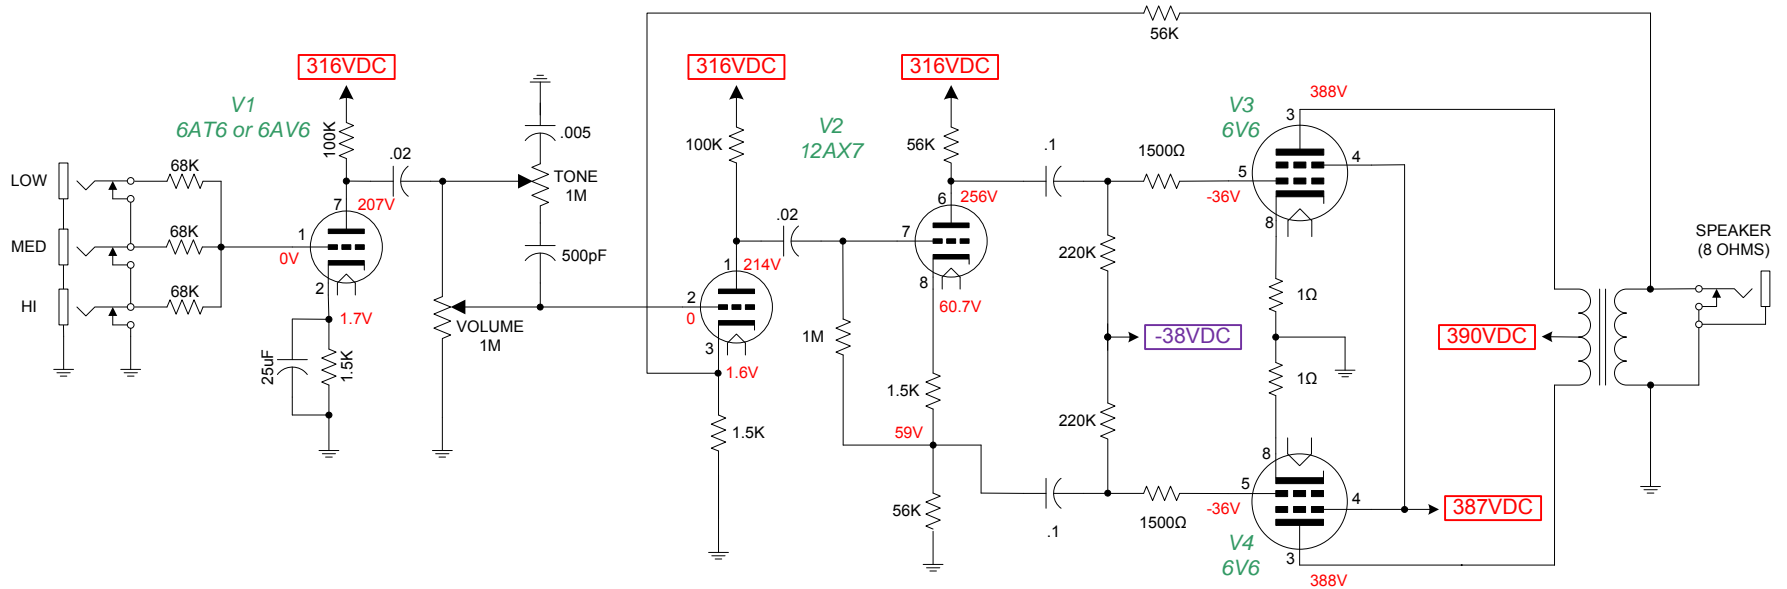 56K
316VDC
316VDC
316VDC
388V
V1
6AT6 or 6AV6
100K
.005
V2
12AX7
100K
56K
V3
6V6
3
.02
.1
1500Ω
4
LOW
68K
TONE
1M
5
-36V
7
207V
6
256V
8
MED
68K
1
0V
.02
7
220K
500pF
SPEAKER
(8 OHMS)
1
214V
8
60.7V
2
HI
68K
1.7V
VOLUME
1M
2
0
3
1M
1Ω
-38VDC
390VDC
25uF
1.5K
1.6V
1.5K
1Ω
1.5K
59V
220K
8
5
-36V
4
56K
.1
1500Ω
387VDC
V4
6V6
3
388V